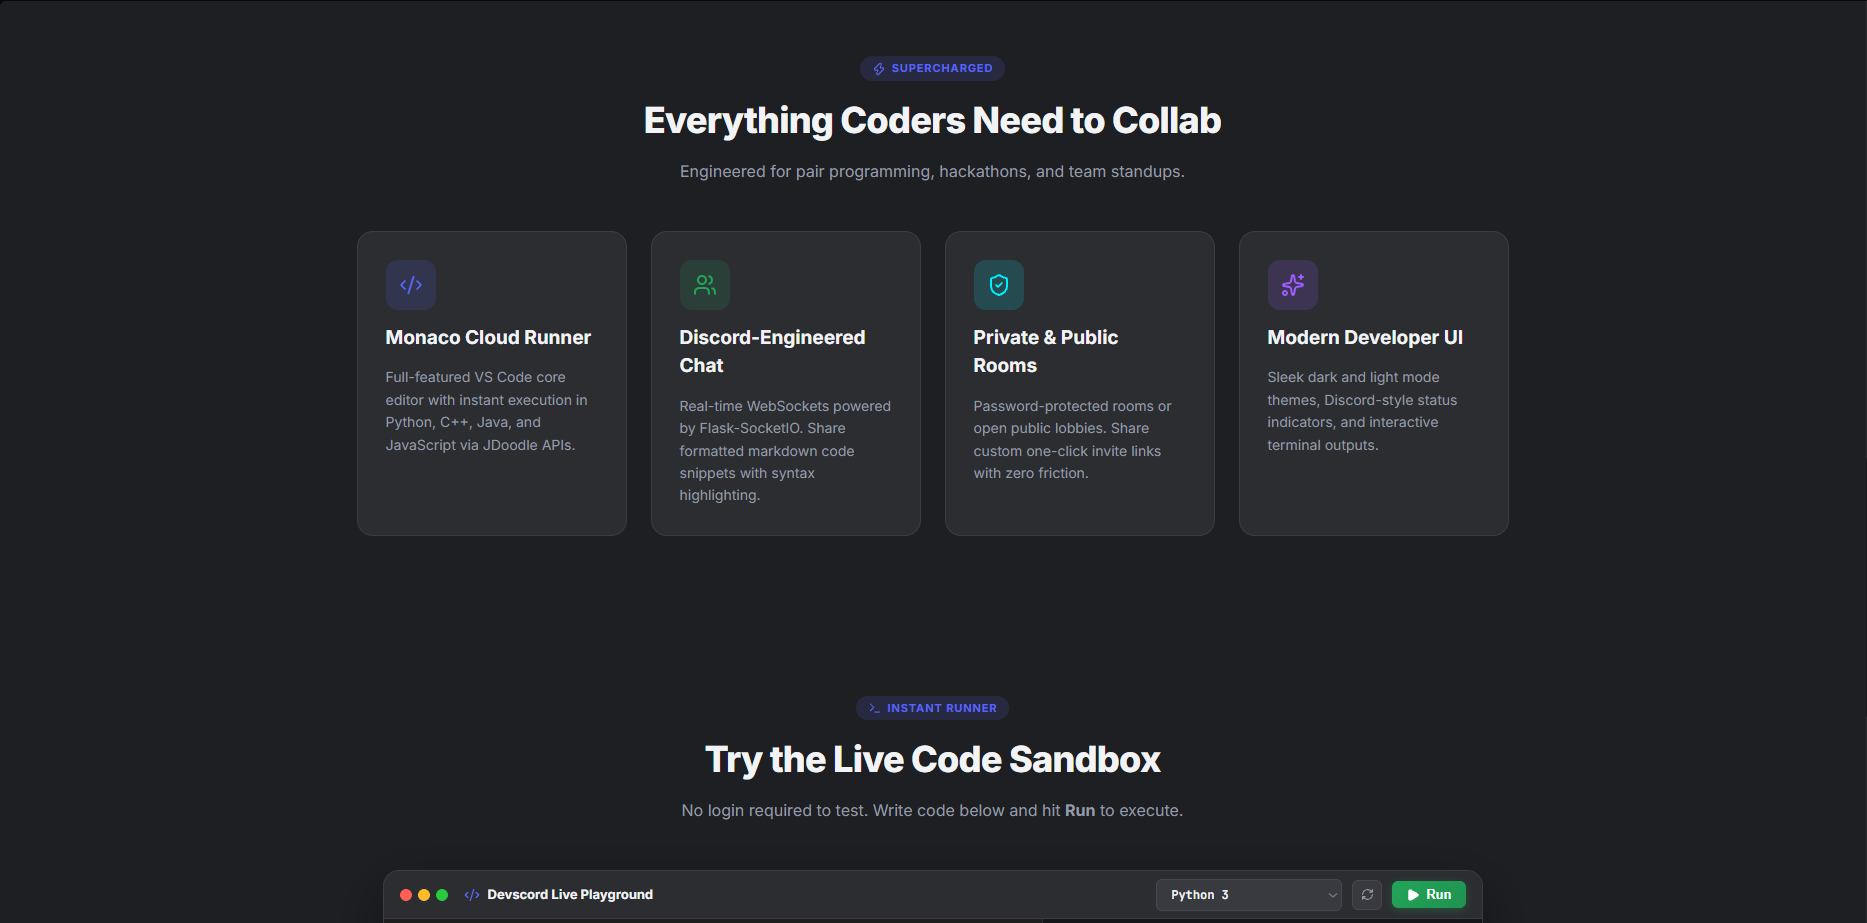 SUPERCHARGED
Everything Coders Need to Collab
Engineered for pair programming, hackathons, and team standups.
Monaco Cloud Runner
Full-featured VS Code core
editor with instant execution in
Python, C++, Java, and
JavaScript via JDoodle APIs.
Discord-Engineered
Chat
Real-time WebSockets powered
by Flask-SocketIO. Share
formatted markdown code
snippets with syntax
highlighting.
Private & Public
Rooms
Password-protected rooms or
open public lobbies. Share
custom one-click invite links
with zero friction.
Modern Developer UI
Sleek dark and light mode
themes, Discord-style status
indicators, and interactive
terminal outputs.
INSTANT RUNNER
Try the Live Code Sandbox
No login required to test. Write code below and hit Run to execute.
Devscord Live Playground
Python 3
Run